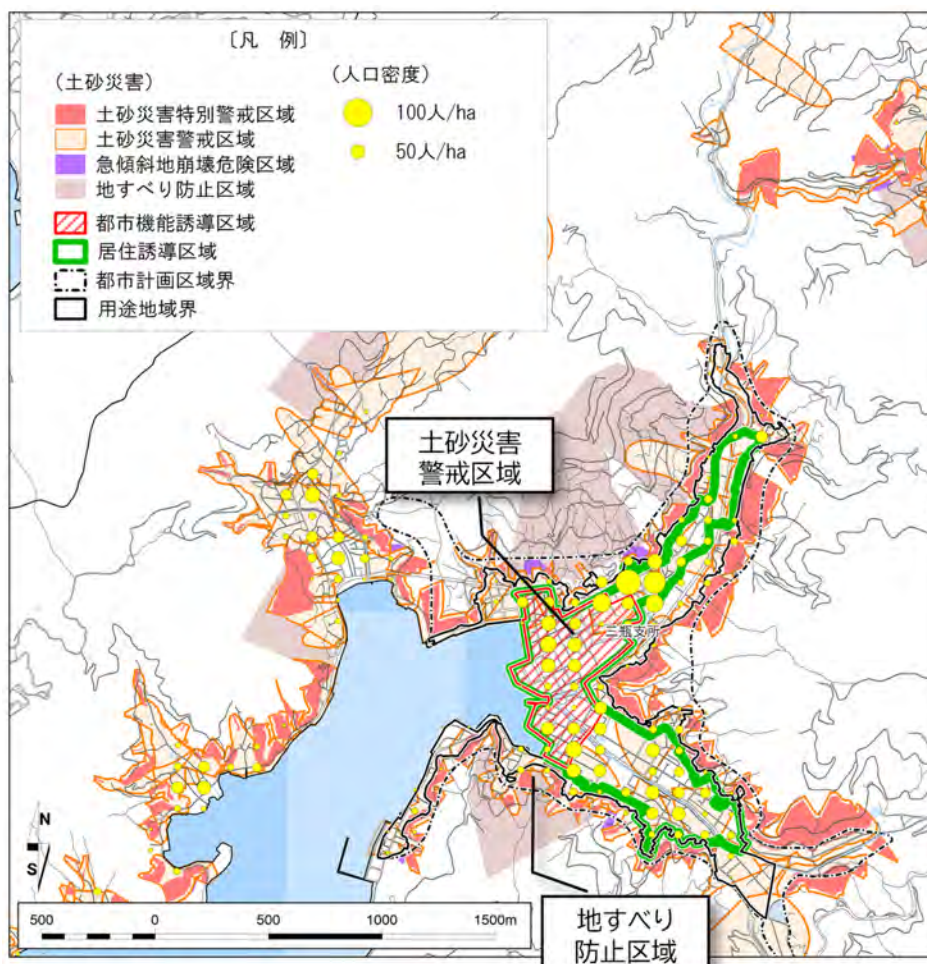 〔凡 例〕
(土砂災害)
土砂災害特別警戒区域
土砂災害警戒区域
急傾斜地崩壊危険区域
地すべり防止区域
都市機能誘導区域
居住誘導区域
都市計画区域界
用途地域界
(人口密度)
100人/ha
50人/ha
土砂災害
警戒区域
三瓶支所
地すべり
防止区域
N
S
500 0 500 1000 1500m